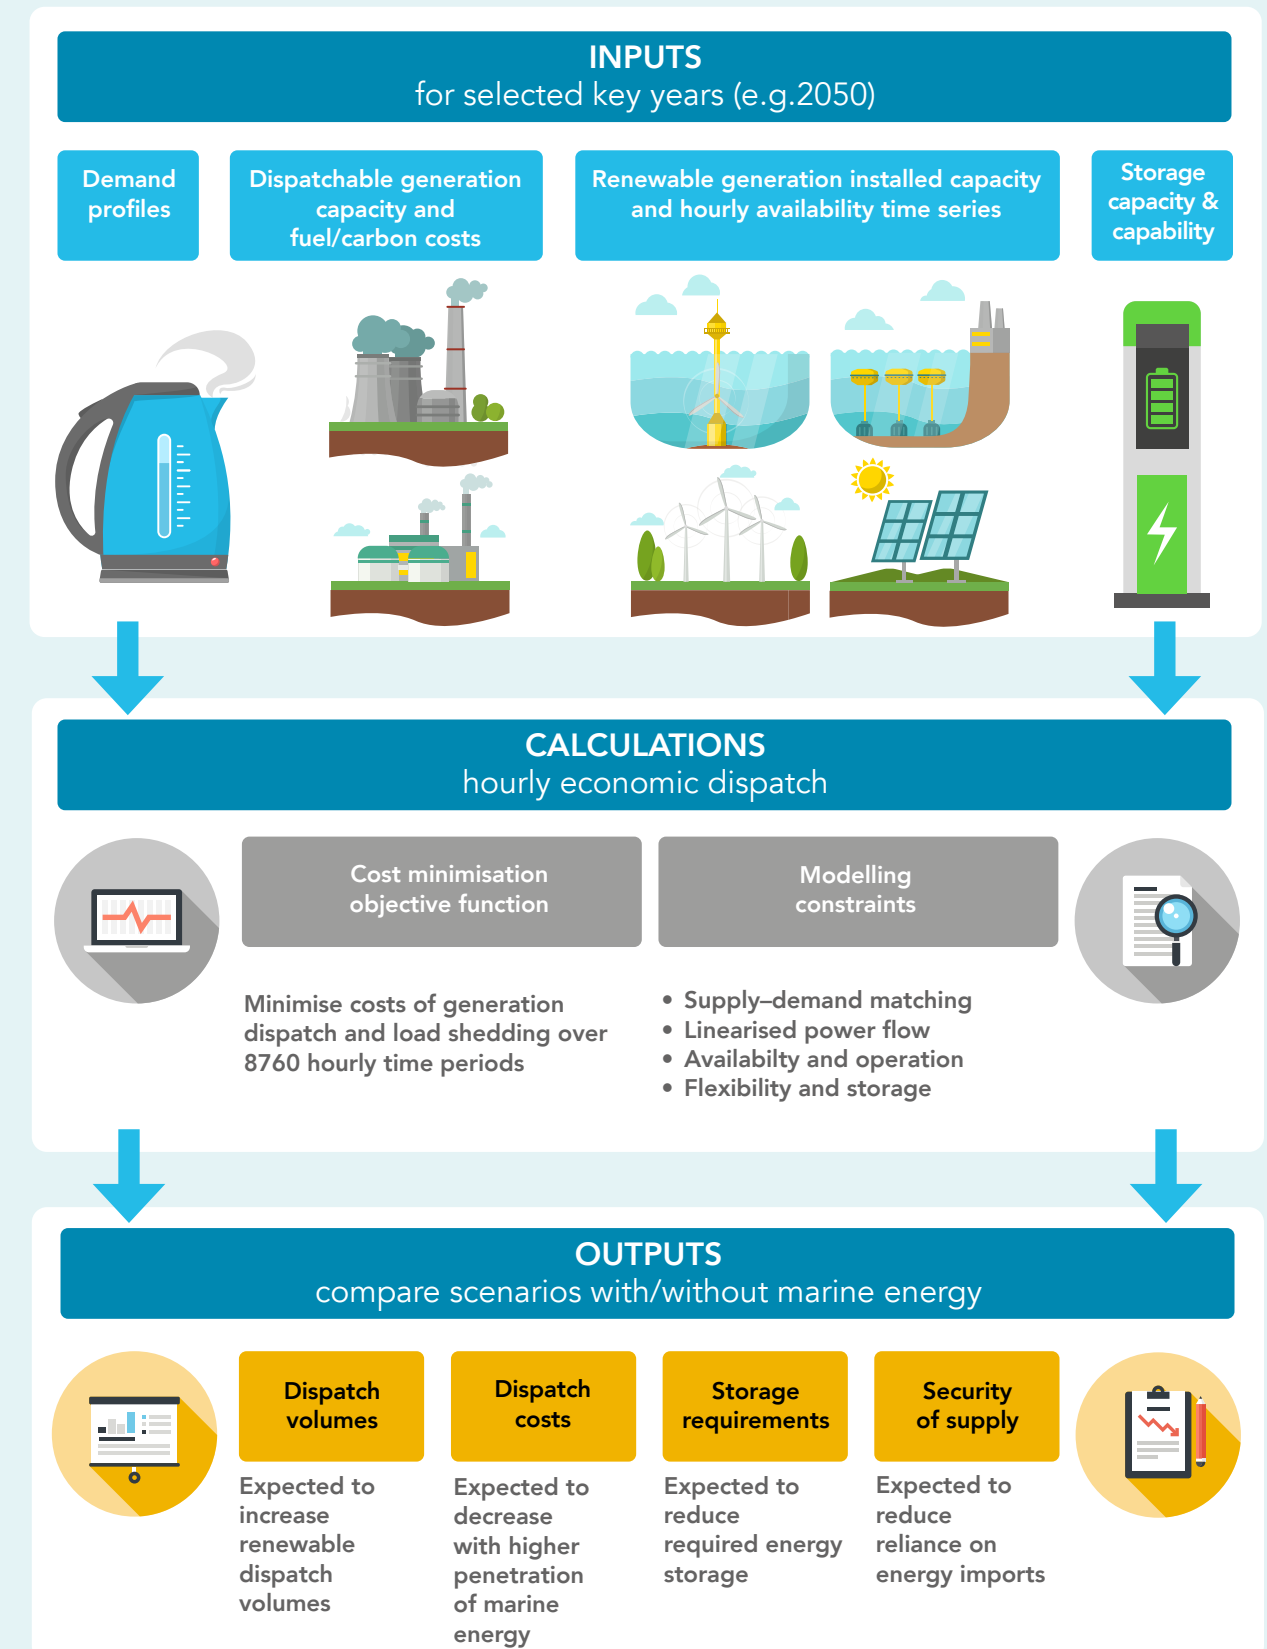 INPUTS
for selected key years (e.g.2050)
Demand
profiles
Dispatchable generation
capacity and
fuel/carbon costs
Renewable generation installed capacity
and hourly availability time series
Storage
capacity &
capability
CALCULATIONS
hourly economic dispatch
Cost minimisation
objective function
Modelling
constraints
Minimise costs of generation
dispatch and load shedding over
8760 hourly time periods
• Supply–demand matching
• Linearised power flow
• Availabilty and operation
• Flexibility and storage
OUTPUTS
compare scenarios with/without marine energy
Dispatch
volumes
Dispatch
costs
Storage
requirements
Security
of supply
Expected to
increase
renewable
dispatch
volumes
Expected to
decrease
with higher
penetration
of marine
energy
Expected to
reduce
required energy
storage
Expected to
reduce
reliance on
energy imports